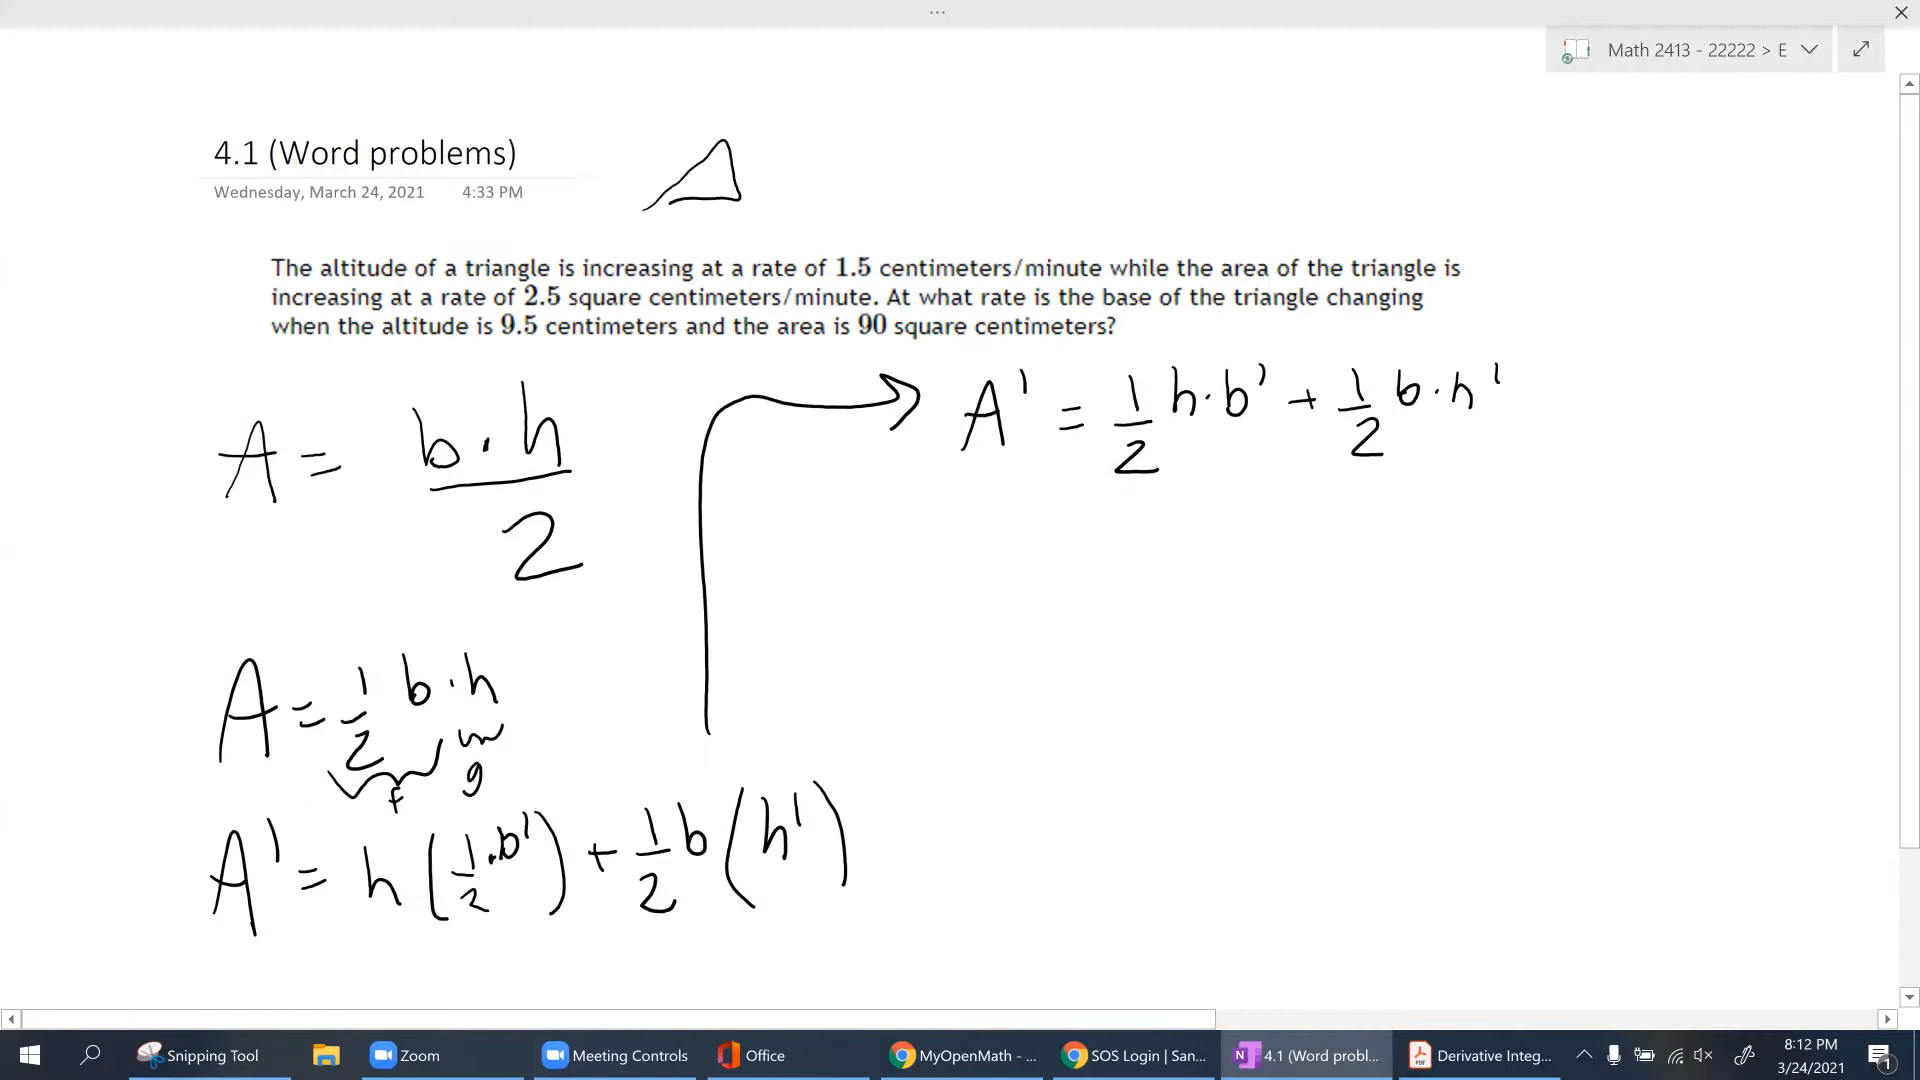 Math 2413 - 22222 > E
4.1 (Word problems)
Wednesday, March 24, 2021 4:33 PM
The altitude of a triangle is increasing at a rate of 1.5 centimeters/minute while the area of the triangle is
increasing at a rate of 2.5 square centimeters/minute. At what rate is the base of the triangle changing
when the altitude is 9.5 centimeters and the area is 90 square centimeters?
A = b · h / 2
A' = 1/2 h · b' + 1/2 b · h'
A = 1/2 b · h
f g
A' = h (1/2 · b') + 1/2 b (h')
Snipping Tool Zoom Meeting Controls Office MyOpenMath - ... SOS Login | San... 4.1 (Word probl... Derivative Integ... 8:12 PM
3/24/2021 1